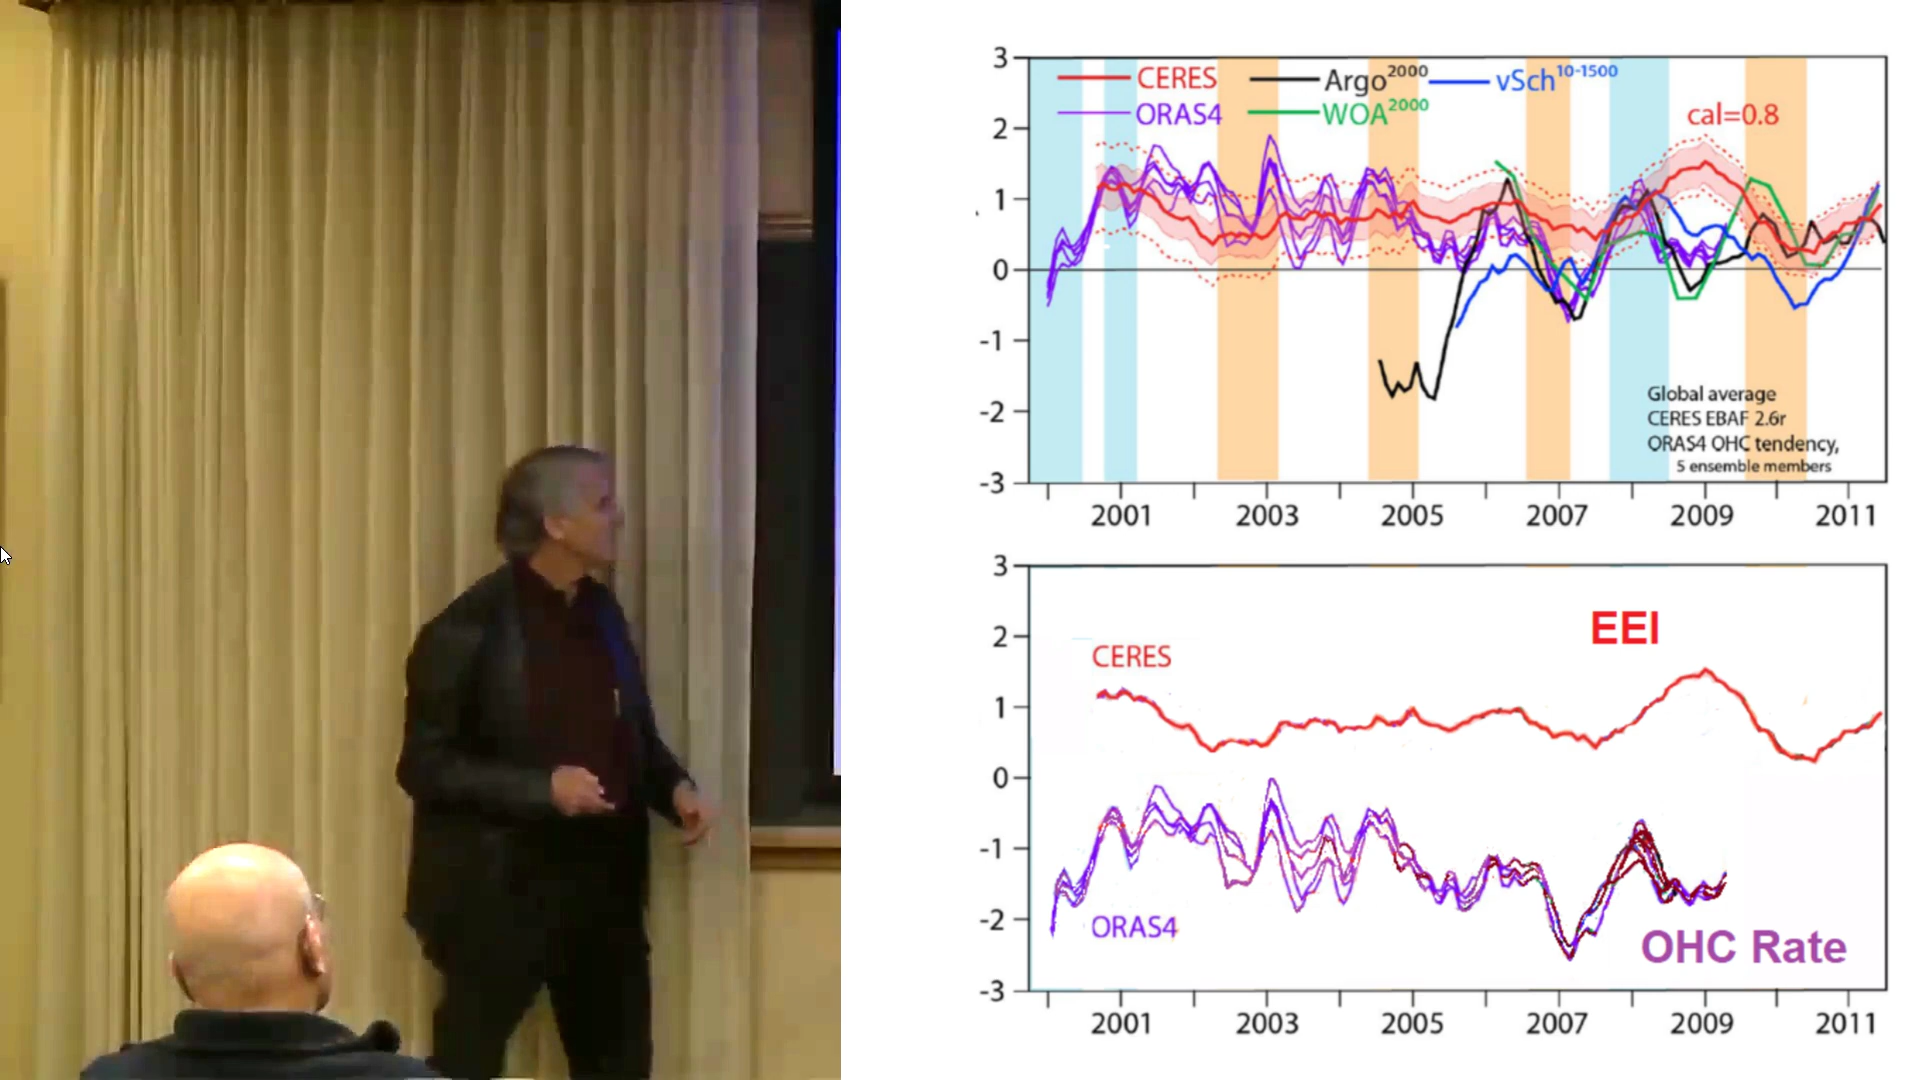 3
2
1
0
-1
-2
-3
CERES Argo2000 vSch10-1500
ORAS4 WOA2000
cal=0.8
Global average
CERES EBAF 2.6r
ORAS4 OHC tendency,
5 ensemble members
2001 2003 2005 2007 2009 2011
3
2
1
0
-1
-2
-3
EEI
CERES
ORAS4
OHC Rate
2001 2003 2005 2007 2009 2011